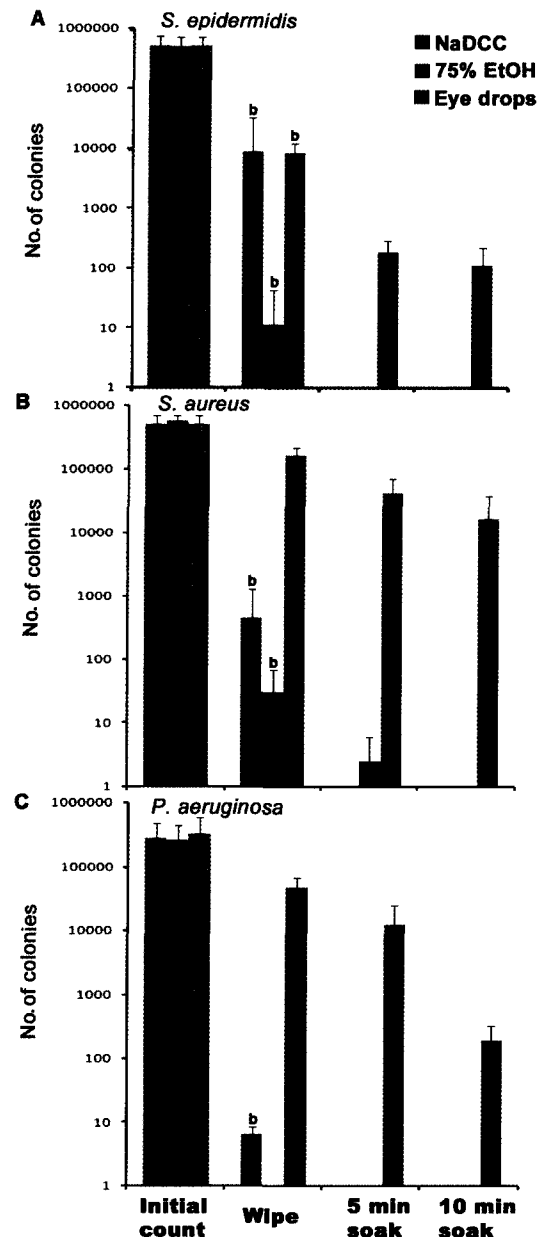 A S. epidermidis
NaDCC
75% EtOH
Eye drops
No. of colonies
1000000
100000
10000
1000
100
10
1
b
b
b
B S. aureus
No. of colonies
1000000
100000
10000
1000
100
10
1
b
b
C P. aeruginosa
No. of colonies
1000000
100000
10000
1000
100
10
1
b
Initial count
Wipe
5 min soak
10 min soak